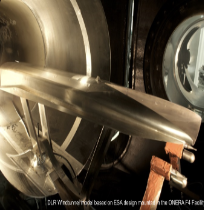 DLR Windtunnel model based on ESA design mounted in the ONERA F4 Facility